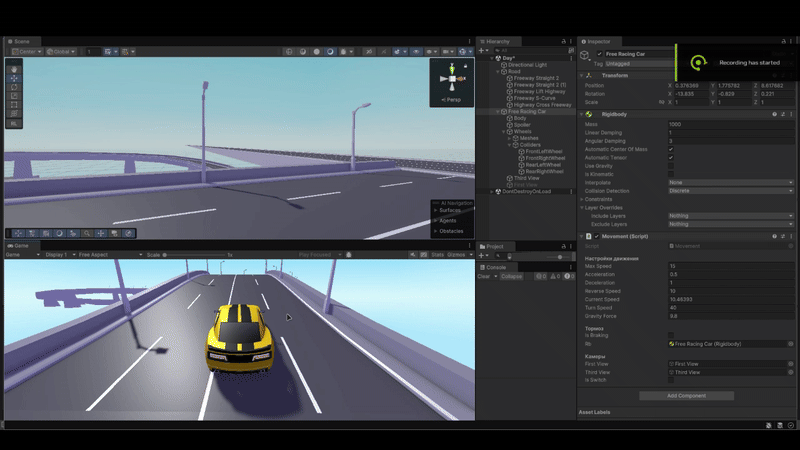 Scene
Center
Global
1
Persp
AI Navigation
Surfaces
Agents
Obstacles
Game
Game
Display 1
Free Aspect
Scale
1x
Play Focused
Stats
Gizmos
Hierarchy
All
Day*
Directional Light
Road
Freeway Straight 2
Freeway Straight 2 (1)
Freeway Lift Highway
Freeway S-Curve
Highway Cross Freeway
Free Racing Car
Body
Spoiler
Wheels
Meshes
Colliders
FrontLeftWheel
FrontRightWheel
RearLeftWheel
RearRightWheel
Third View
First View
DontDestroyOnLoad
Project
Console
Clear
Collapse
0
0
0
Inspector
Free Racing Car
Tag Untagged
Recording has started
Transform
Position X 0.376369 Y 1.775762 Z 8.617662
Rotation X -13.835 Y -0.629 Z 0.231
Scale X 1 Y 1 Z 1
Rigidbody
Mass 1000
Linear Damping 1
Angular Damping 3
Automatic Center Of Mass
Automatic Tensor
Use Gravity
Is Kinematic
Interpolate None
Collision Detection Discrete
Constraints
Layer Overrides
Include Layers Nothing
Exclude Layers Nothing
Movement (Script)
Script Movement
Настройки движения
Max Speed 15
Acceleration 0.5
Deceleration 1
Reverse Speed 10
Current Speed 10.46393
Turn Speed 40
Gravity Force 9.8
Тормоз
Is Braking
Rb Free Racing Car (Rigidbody)
Камеры
First View First View
Third View Third View
Is Switch
Add Component
Asset Labels